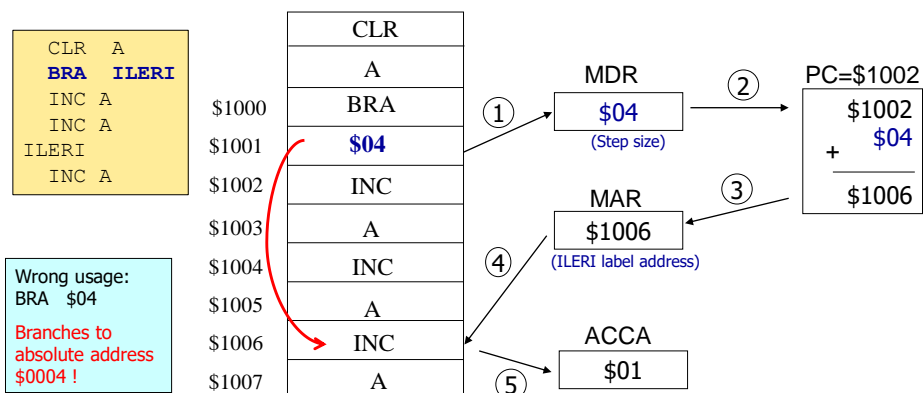 CLR A
BRA ILERI
INC A
INC A
ILERI
INC A
Wrong usage:
BRA $04
Branches to
absolute address
$0004 !
CLR
A
$1000 BRA
$1001 $04
$1002 INC
$1003 A
$1004 INC
$1005 A
$1006 INC
$1007 A
1
MDR
$04
(Step size)
2
PC=$1002
$1002
$04
+
$1006
3
MAR
$1006
(ILERI label address)
4
ACCA
$01
5